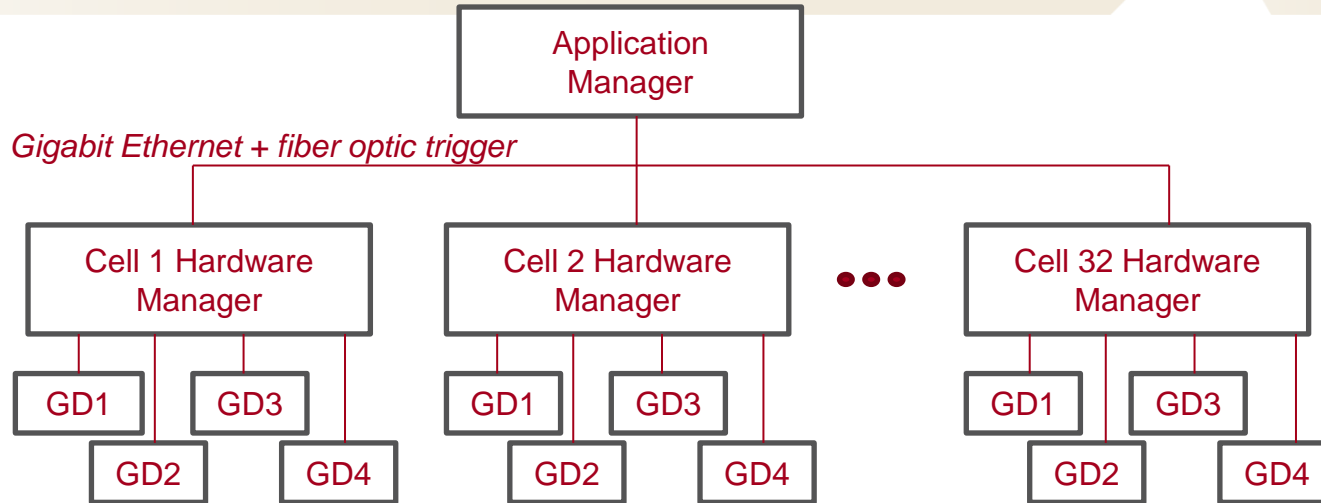 Application
Manager
Gigabit Ethernet + fiber optic trigger
Cell 1 Hardware
Manager
Cell 2 Hardware
Manager
Cell 32 Hardware
Manager
GD1
GD3
GD2
GD4
GD1
GD3
GD2
GD4
GD1
GD3
GD2
GD4